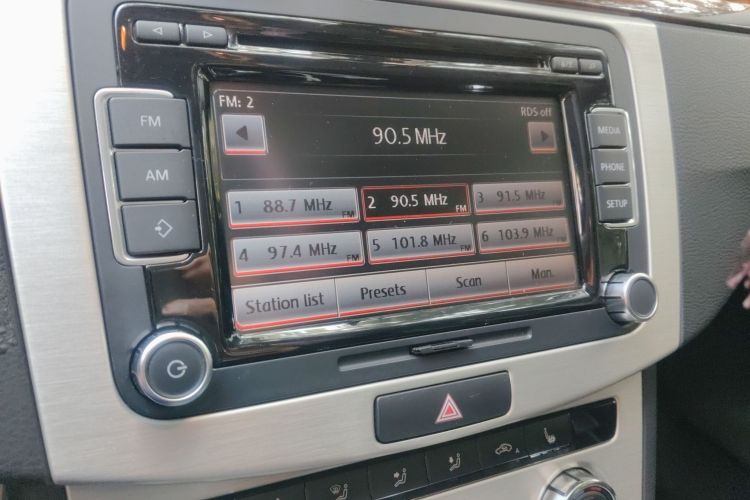 FM: 2
RDS off
90.5 MHz
FM
AM
MEDIA
PHONE
SETUP
1 88.7 MHz FM
2 90.5 MHz FM
3 91.5 MHz FM
4 97.4 MHz FM
5 101.8 MHz FM
6 103.9 MHz FM
Station list
Presets
Scan
Man.